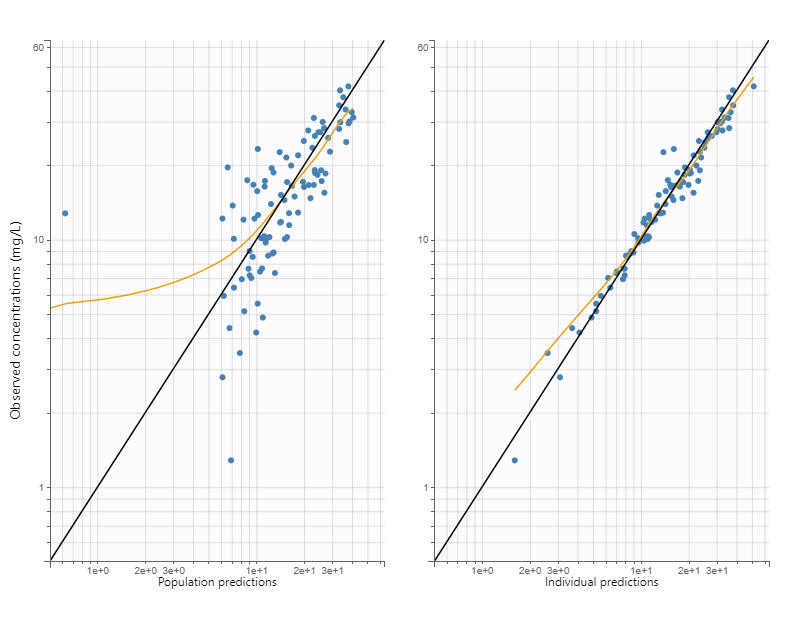 Observed concentrations (mg/L)
60
10
1
1e+0 2e+0 3e+0 1e+1 2e+1 3e+1
Population predictions
60
10
1
1e+0 2e+0 3e+0 1e+1 2e+1 3e+1
Individual predictions